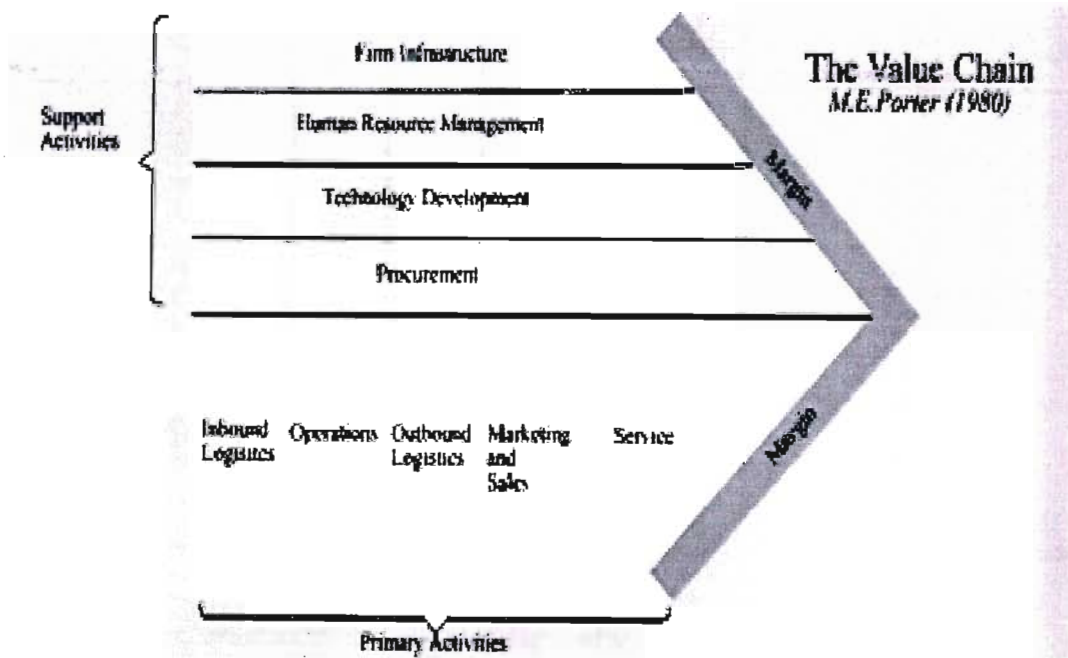 Firm Infrastructure
The Value Chain
M.E.Porter (1980)
Support
Activities
Human Resource Management
Margin
Technology Development
Procurement
Inbound
Logistics
Operations
Outbound
Logistics
Marketing
and
Sales
Service
Margin
Primary Activities